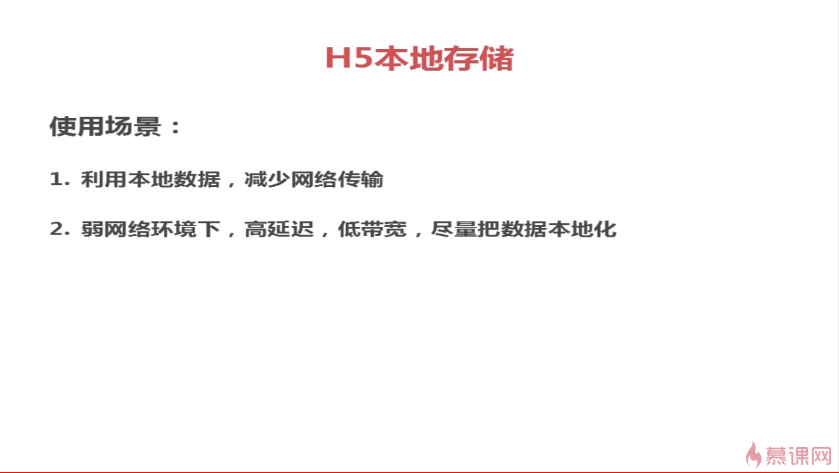 H5本地存储
使用场景：
1. 利用本地数据，减少网络传输
2. 弱网络环境下，高延迟，低带宽，尽量把数据本地化
慕课网